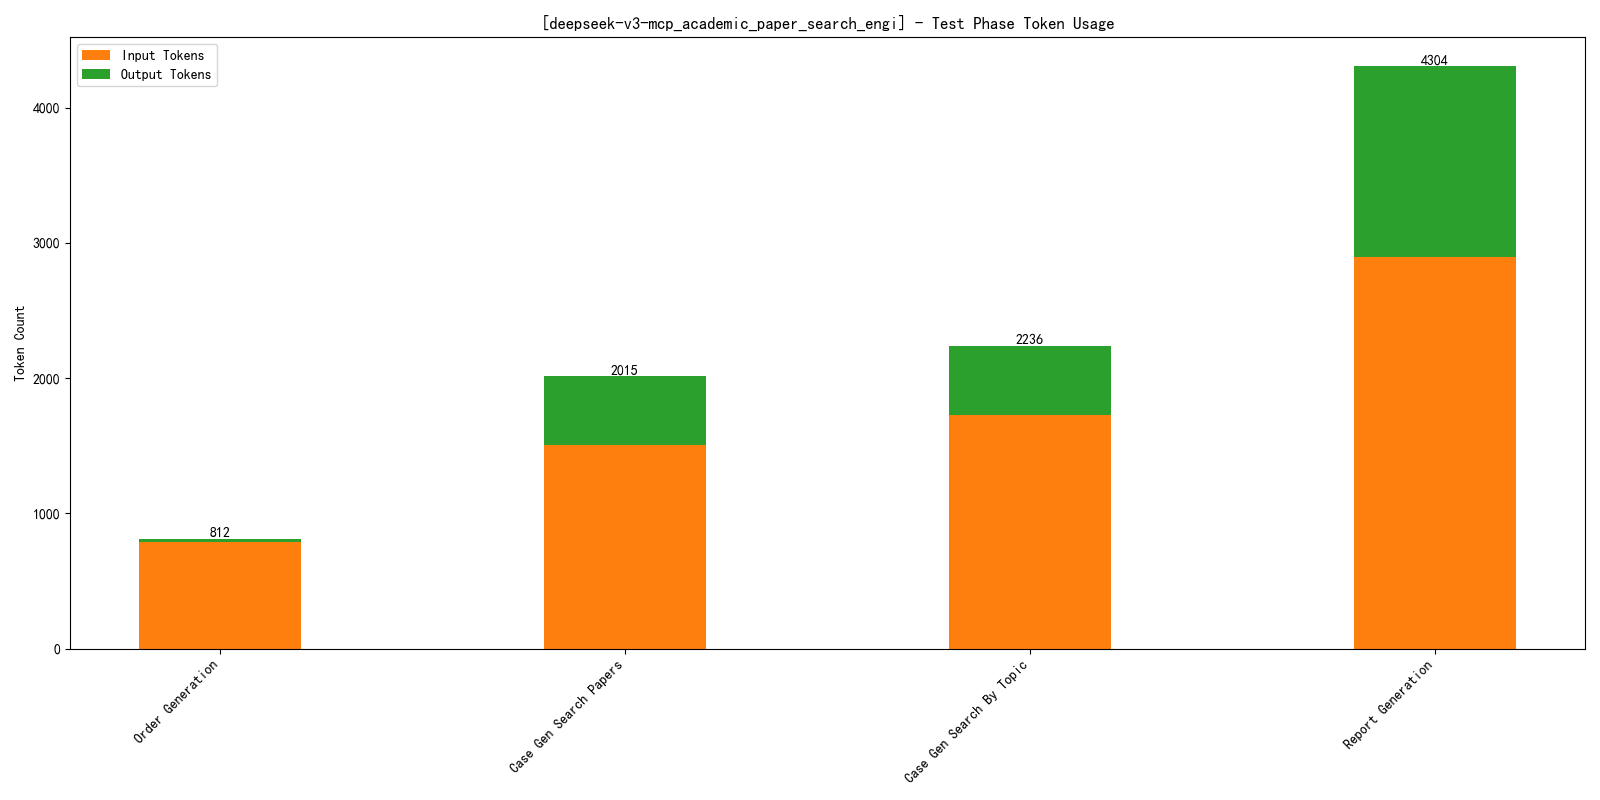 [deepseek-v3-mcp_academic_paper_search_engi] - Test Phase Token Usage
Input Tokens
Output Tokens
Token Count
4000
3000
2000
1000
0
812
2015
2236
4304
Order Generation
Case Gen Search Papers
Case Gen Search By Topic
Report Generation